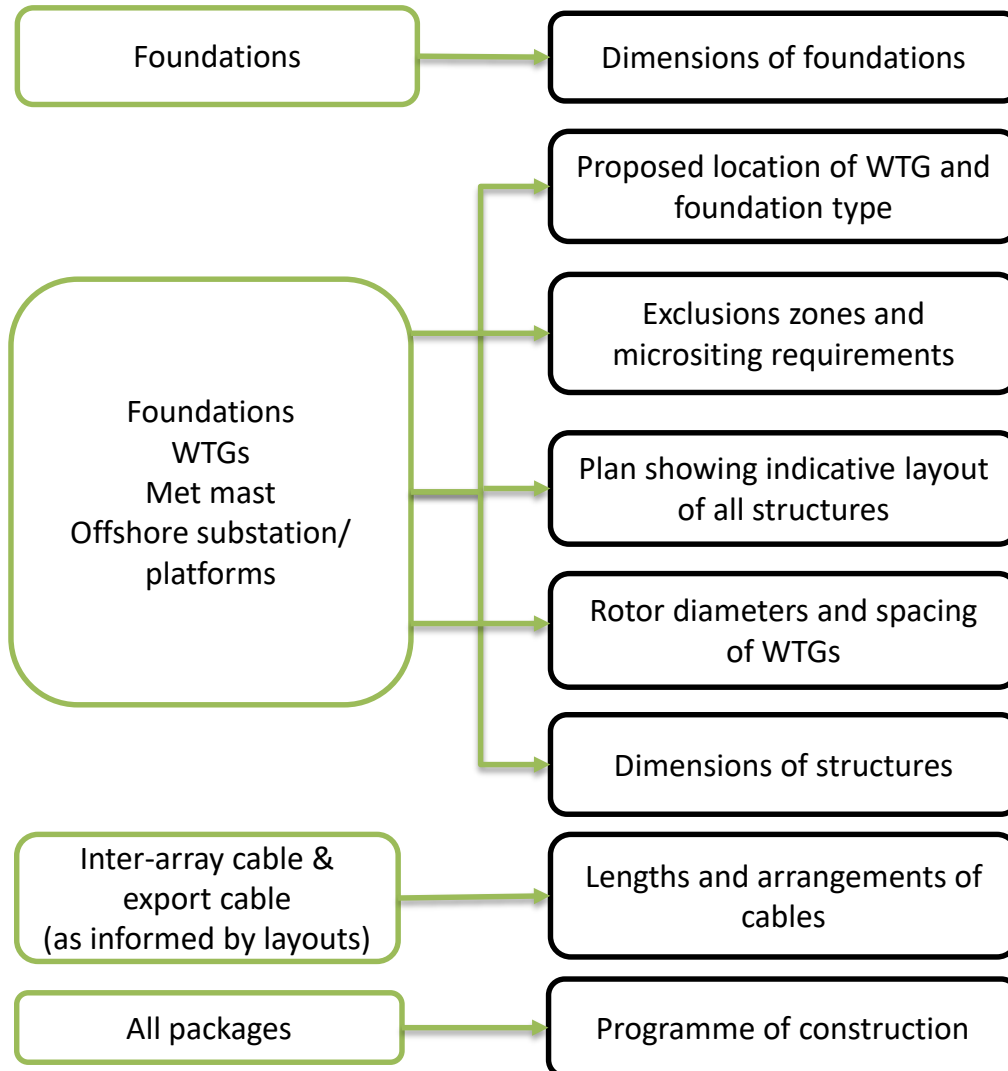 Foundations
Dimensions of foundations
Proposed location of WTG and
foundation type
Exclusions zones and
micrositing requirements
Foundations
WTGs
Met mast
Offshore substation/
platforms
Plan showing indicative layout
of all structures
Rotor diameters and spacing
of WTGs
Dimensions of structures
Inter-array cable &
export cable
(as informed by layouts)
Lengths and arrangements of
cables
All packages
Programme of construction